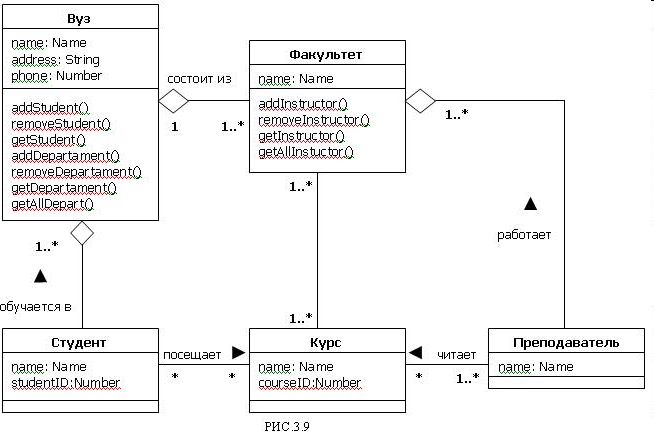 Вуз
name: Name
address: String
phone: Number
addStudent()
removeStudent()
getStudent()
addDepartament()
removeDepartament()
getDepartament()
getAllDepart()
состоит из
1
1..*
Факультет
name: Name
addInstructor()
removeInstructor()
getInstructor()
getAllInstuctor()
1..*
1..*
работает
1..*
обучается в
1..*
Студент
name: Name
studentID:Number
посещает
*
*
Курс
name: Name
courseID:Number
читает
*
1..*
Преподаватель
name: Name
РИС.3.9